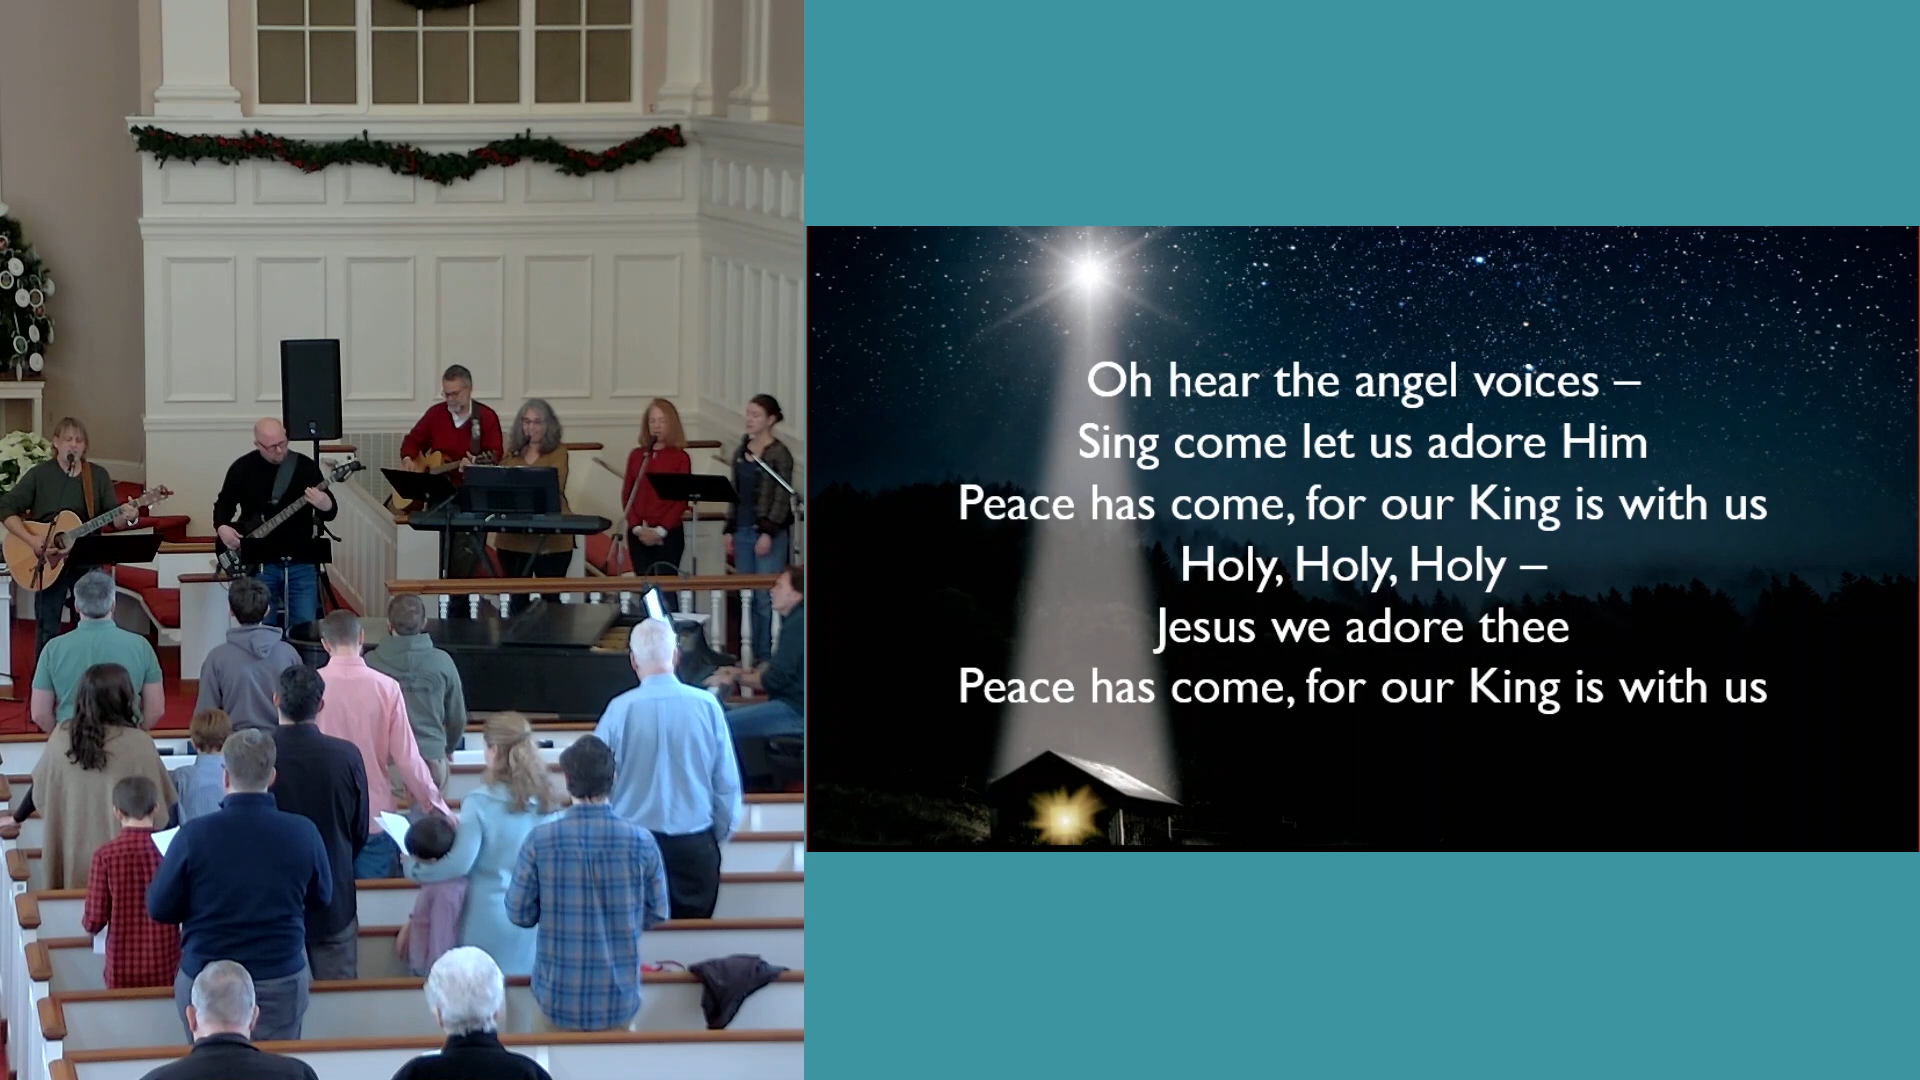 Oh hear the angel voices –
Sing come let us adore Him
Peace has come, for our King is with us
Holy, Holy, Holy –
Jesus we adore thee
Peace has come, for our King is with us